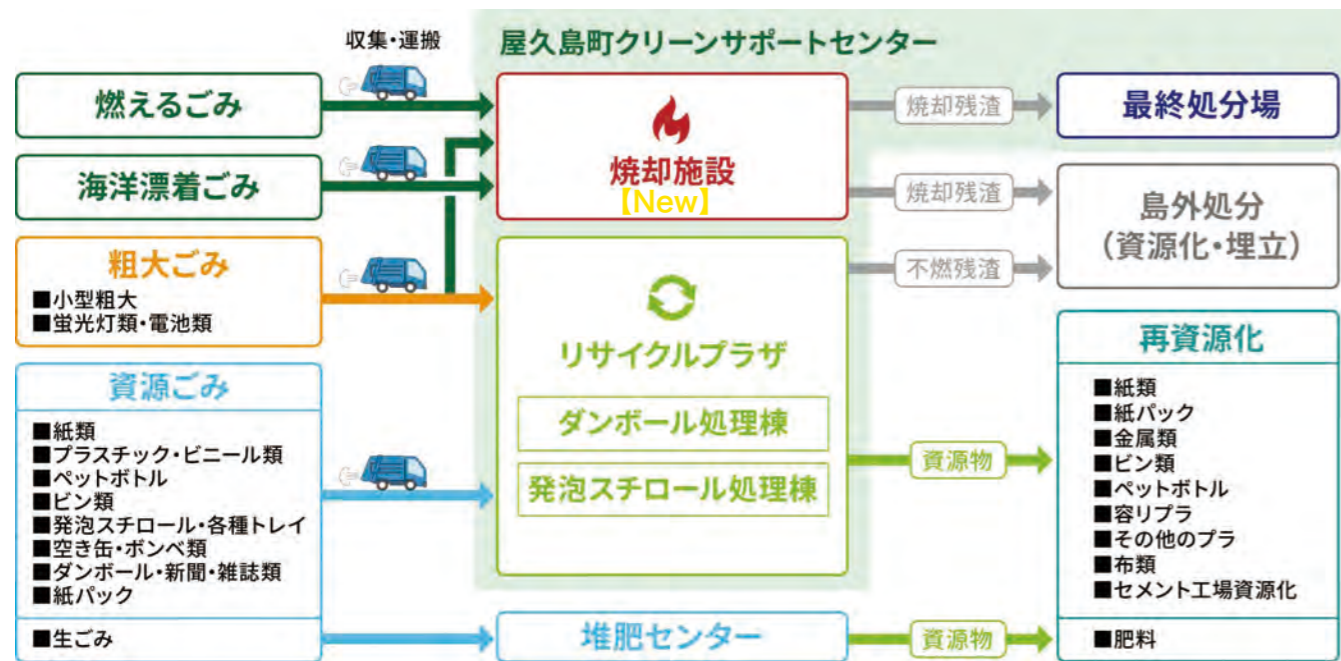 収集・運搬
屋久島町クリーンサポートセンター
燃えるごみ
海洋漂着ごみ
粗大ごみ
■小型粗大
■蛍光灯類・電池類
資源ごみ
■紙類
■プラスチック・ビニール類
■ペットボトル
■ビン類
■発泡スチロール・各種トレイ
■空き缶・ボンベ類
■ダンボール・新聞・雑誌類
■紙パック
■生ごみ
焼却施設
【New】
リサイクルプラザ
ダンボール処理棟
発泡スチロール処理棟
堆肥センター
焼却残渣
焼却残渣
不燃残渣
資源物
資源物
最終処分場
島外処分
（資源化・埋立）
再資源化
■紙類
■紙パック
■金属類
■ビン類
■ペットボトル
■容リプラ
■その他のプラ
■布類
■セメント工場資源化
■肥料